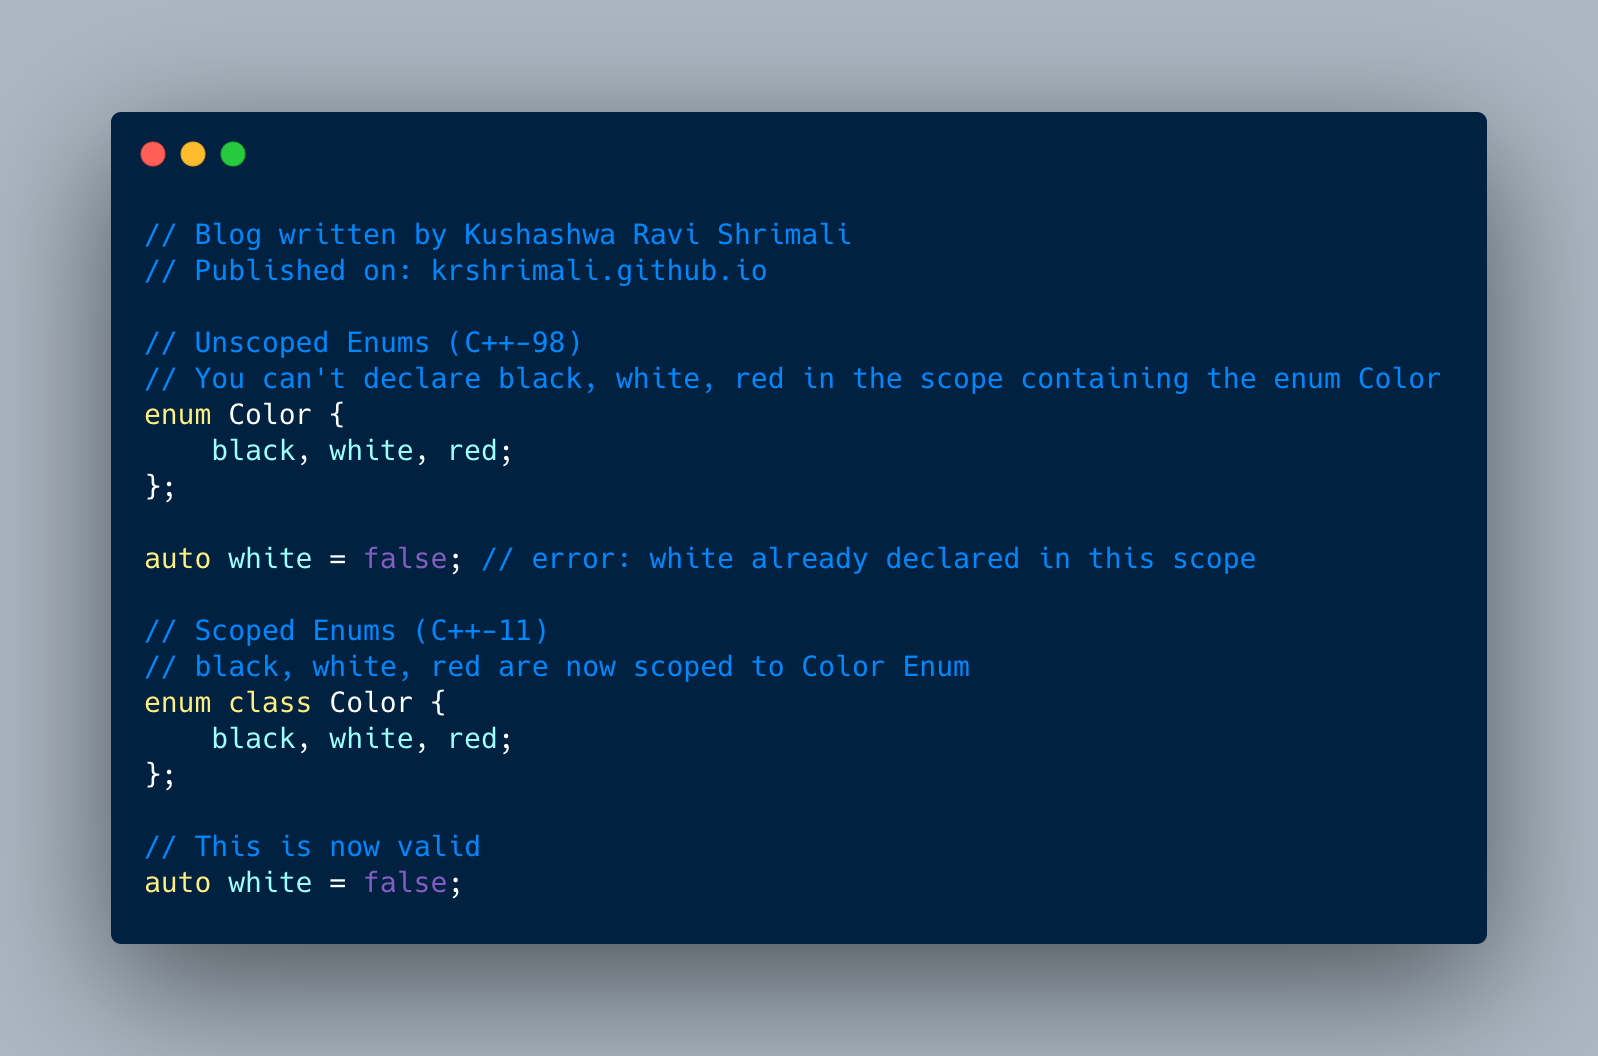 // Blog written by Kushashwa Ravi Shrimali
// Published on: krshrimali.github.io
// Unscoped Enums (C++-98)
// You can't declare black, white, red in the scope containing the enum Color
enum Color {
    black, white, red;
};
auto white = false; // error: white already declared in this scope
// Scoped Enums (C++-11)
// black, white, red are now scoped to Color Enum
enum class Color {
    black, white, red;
};
// This is now valid
auto white = false;